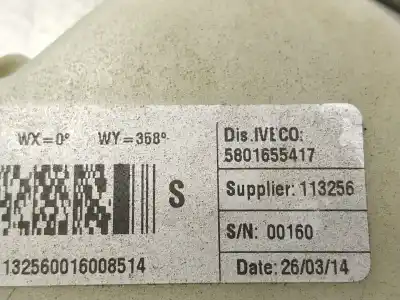 WX=0° WY=358°
S
132560016008514
Dis.IVECO:
5801655417
Supplier: 113256
S/N: 00160
Date: 26/03/14